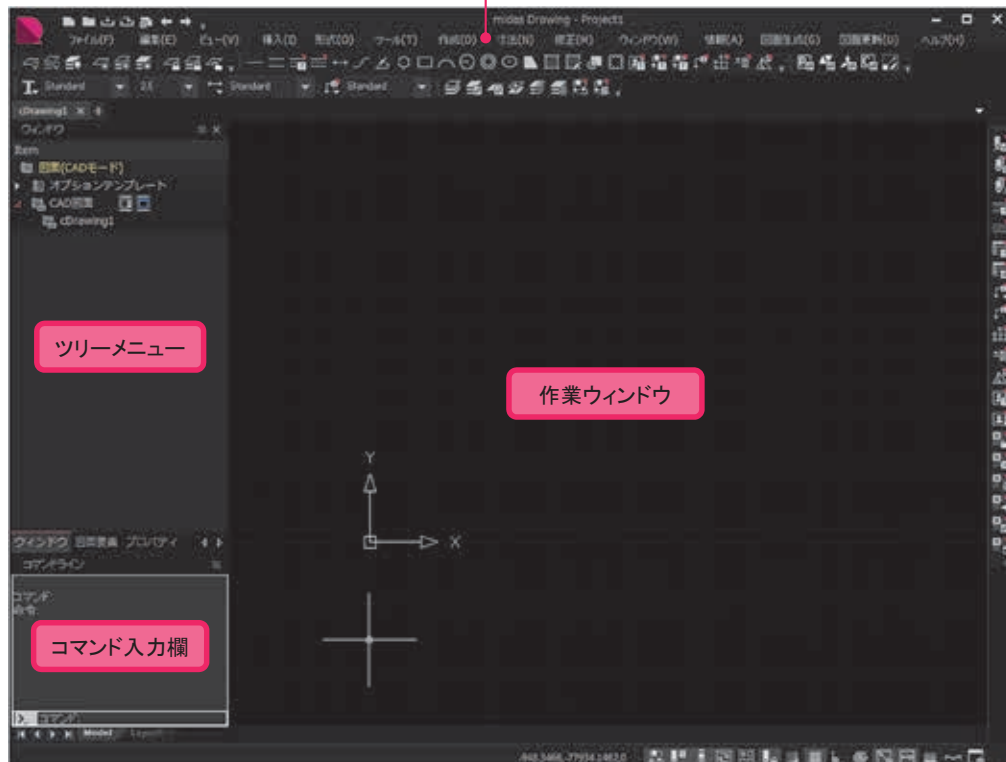 midas Drawing - Project1
ファイル(F) 編集(E) ビュー(V) 挿入(I) 形式(O) ツール(T) 作成(D) 寸法(N) 修正(M) ウィンドウ(W) 情報(A) 図面生成(G) 図面更新(U) ヘルプ(H)
Standard 2.5 Standard Standard
cDrawing1
ウィンドウ
Item
図面(CADモード)
オプションテンプレート
CAD図面
cDrawing1
ツリーメニュー
作業ウィンドウ
Y
X
ウィンドウ 図面要素 プロパティ
コマンドライン
コマンド:
命令:
コマンド入力欄
コマンド:
Model Layout1